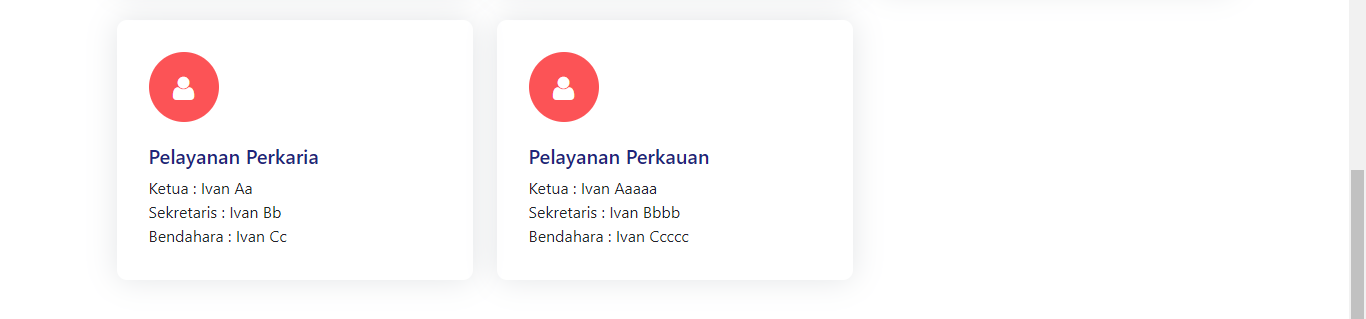 Pelayanan Perkaria
Ketua : Ivan Aa
Sekretaris : Ivan Bb
Bendahara : Ivan Cc
Pelayanan Perkauan
Ketua : Ivan Aaaaa
Sekretaris : Ivan Bbbb
Bendahara : Ivan Ccccc